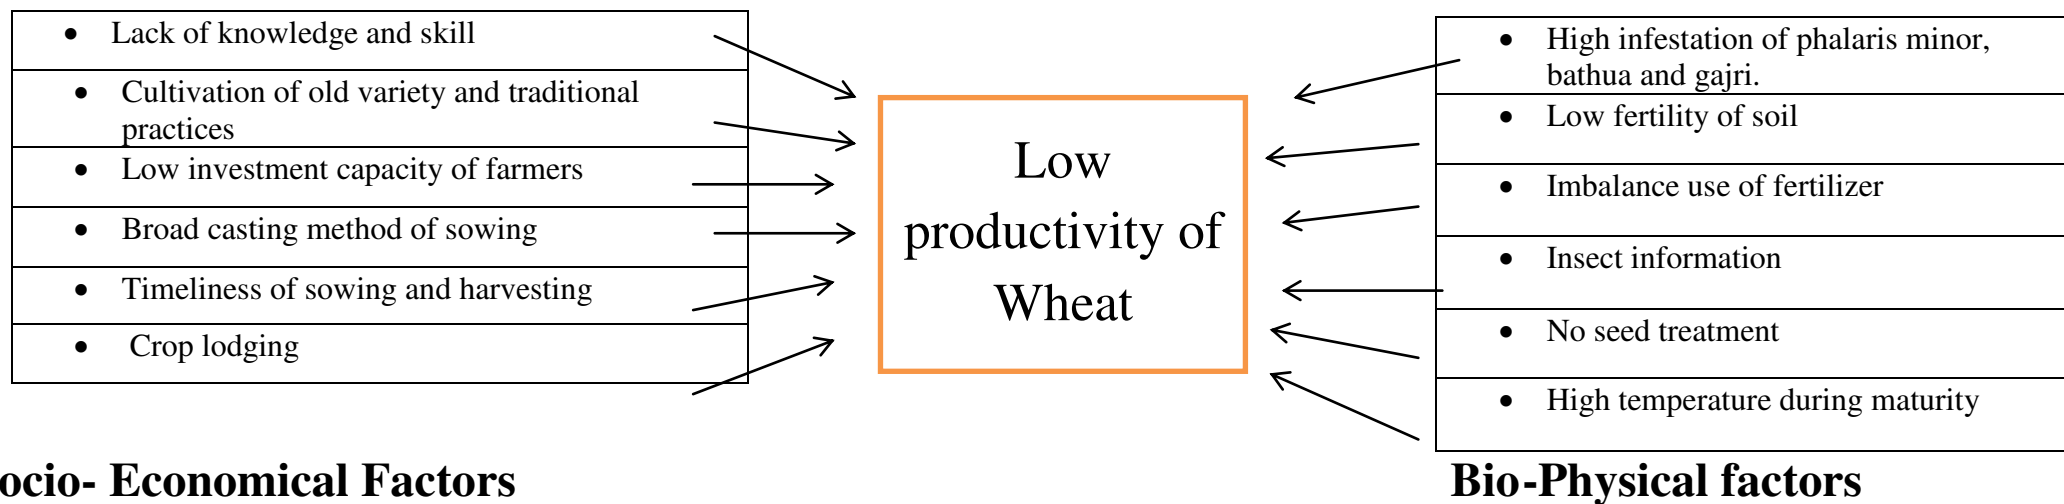 • Lack of knowledge and skill
• Cultivation of old variety and traditional
practices
• Low investment capacity of farmers
• Broad casting method of sowing
• Timeliness of sowing and harvesting
• Crop lodging
Low
productivity of
Wheat
• High infestation of phalaris minor,
bathua and gajri.
• Low fertility of soil
• Imbalance use of fertilizer
• Insect information
• No seed treatment
• High temperature during maturity
ocio- Economical Factors
Bio-Physical factors